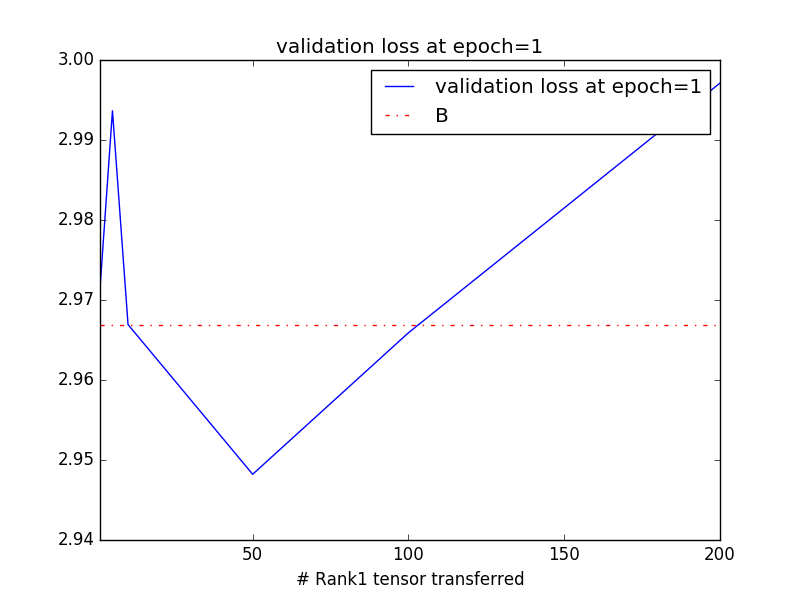 validation loss at epoch=1
3.00
2.99
2.98
2.97
2.96
2.95
2.94
validation loss at epoch=1
B
50 100 150 200
# Rank1 tensor transferred